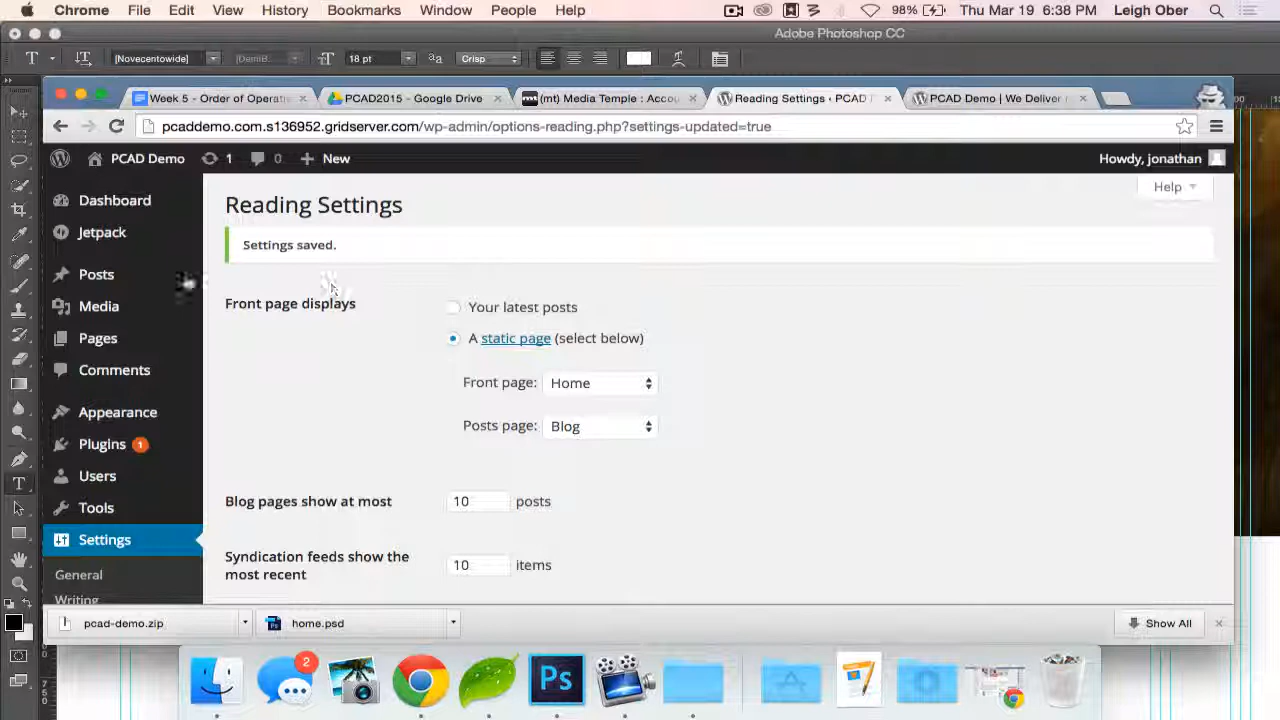 Chrome File Edit View History Bookmarks Window People Help 98% Thu Mar 19 6:38 PM Leigh Ober
Adobe Photoshop CC
[Novecentowide] 18 pt Crisp
Week 5 - Order of Operati PCAD2015 - Google Drive (mt) Media Temple : Accou Reading Settings ‹ PCAD PCAD Demo | We Deliver
pcaddemo.com.s136952.gridserver.com/wp-admin/options-reading.php?settings-updated=true
PCAD Demo 1 0 New Howdy, jonathan
Help
Dashboard
Jetpack
Posts
Media
Pages
Comments
Appearance
Plugins 1
Users
Tools
Settings
General
Writing
Reading Settings
Settings saved.
Front page displays
Your latest posts
A static page (select below)
Front page: Home
Posts page: Blog
Blog pages show at most 10 posts
Syndication feeds show the
most recent
10 items
pcad-demo.zip home.psd Show All
2
Ps